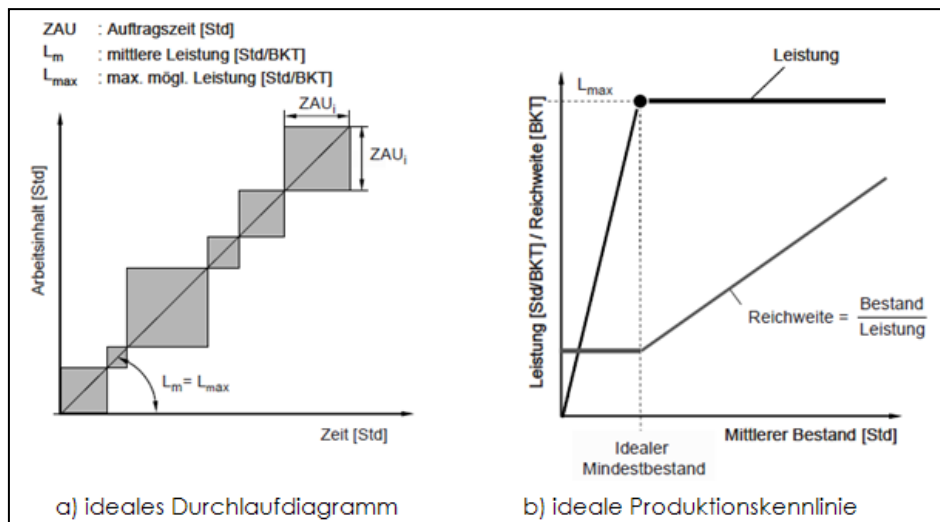 ZAU : Auftragszeit [Std]
Lm : mittlere Leistung [Std/BKT]
Lmax : max. mögl. Leistung [Std/BKT]
ZAUi
ZAUi
Arbeitsinhalt [Std]
Lm = Lmax
Zeit [Std]
a) ideales Durchlaufdiagramm
Leistung
Lmax
Leistung [Std/BKT] / Reichweite [BKT]
Reichweite = Bestand
Leistung
Mittlerer Bestand [Std]
Idealer
Mindestbestand
b) ideale Produktionskennlinie